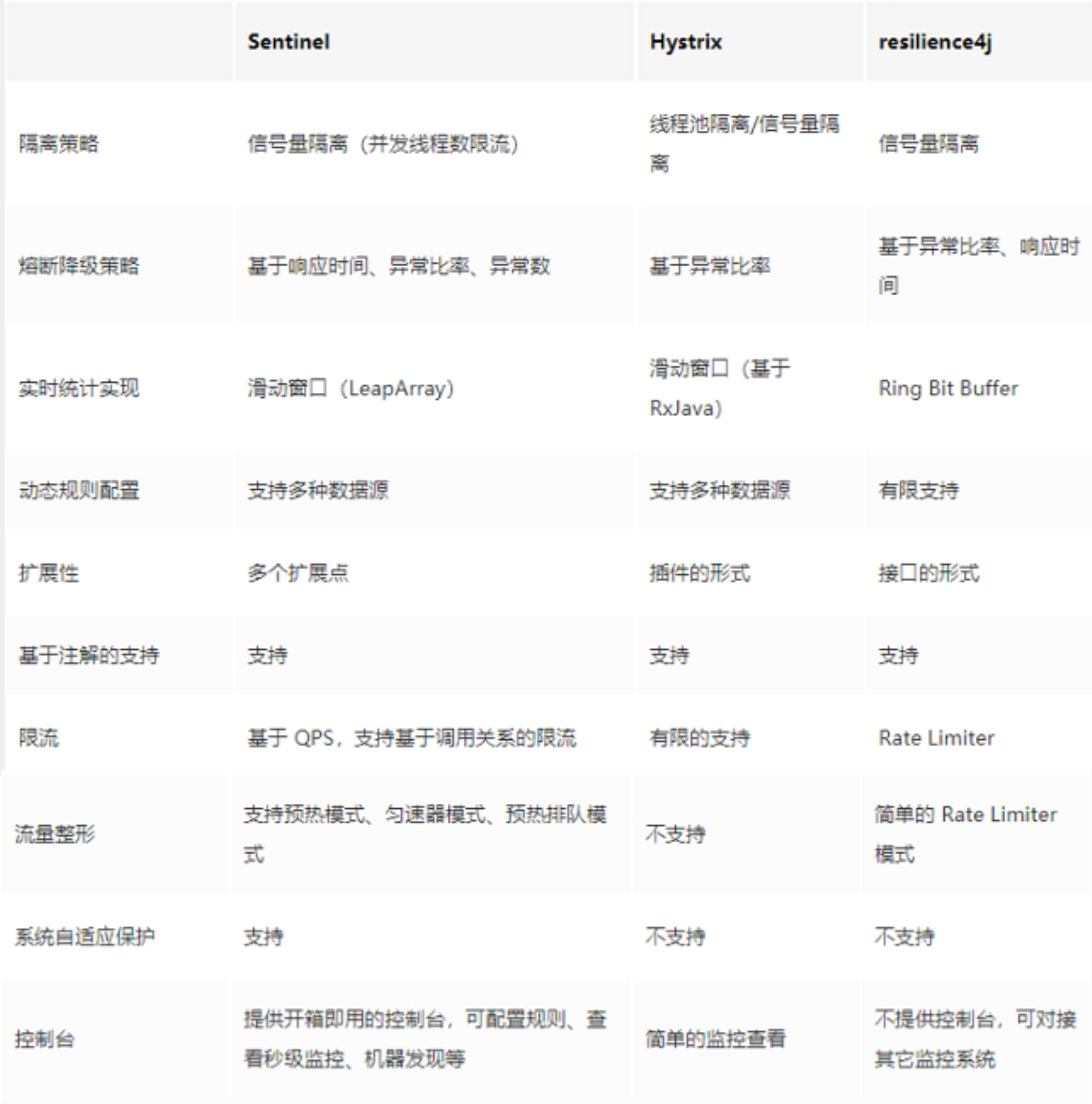 Sentinel Hystrix resilience4j
隔离策略 信号量隔离（并发线程数限流） 线程池隔离/信号量隔
离 信号量隔离
熔断降级策略 基于响应时间、异常比率、异常数 基于异常比率 基于异常比率、响应时
间
实时统计实现 滑动窗口（LeapArray） 滑动窗口（基于
RxJava） Ring Bit Buffer
动态规则配置 支持多种数据源 支持多种数据源 有限支持
扩展性 多个扩展点 插件的形式 接口的形式
基于注解的支持 支持 支持 支持
限流 基于 QPS，支持基于调用关系的限流 有限的支持 Rate Limiter
流量整形 支持预热模式、匀速器模式、预热排队模
式 不支持 简单的 Rate Limiter
模式
系统自适应保护 支持 不支持 不支持
控制台 提供开箱即用的控制台，可配置规则、查
看秒级监控、机器发现等 简单的监控查看 不提供控制台，可对接
其它监控系统